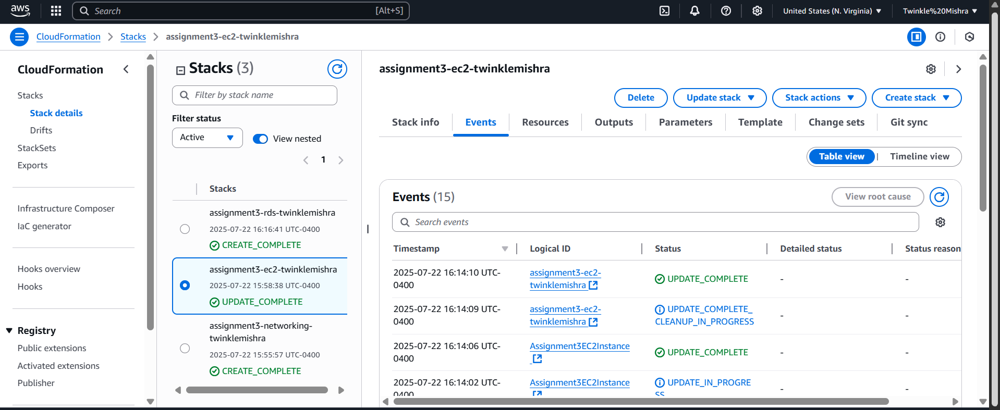 aws
Search [Alt+S]
United States (N. Virginia)
Twinkle%20Mishra
CloudFormation
Stacks
assignment3-ec2-twinklemishra
CloudFormation
Stacks
Stack details
Drifts
StackSets
Exports
Infrastructure Composer
IaC generator
Hooks overview
Hooks
Registry
Public extensions
Activated extensions
Publisher
Stacks (3)
Filter by stack name
Filter status
Active
View nested
1
Stacks
assignment3-rds-twinklemishra
2025-07-22 16:16:41 UTC-0400
CREATE_COMPLETE
assignment3-ec2-twinklemishra
2025-07-22 15:58:38 UTC-0400
UPDATE_COMPLETE
assignment3-networking-
twinklemishra
2025-07-22 15:55:57 UTC-0400
CREATE_COMPLETE
assignment3-ec2-twinklemishra
Delete
Update stack
Stack actions
Create stack
Stack info
Events
Resources
Outputs
Parameters
Template
Change sets
Git sync
Table view
Timeline view
Events (15)
View root cause
Search events
Timestamp
Logical ID
Status
Detailed status
Status reason
2025-07-22 16:14:10 UTC-
0400
assignment3-ec2-
twinklemishra
UPDATE_COMPLETE
-
-
2025-07-22 16:14:09 UTC-
0400
assignment3-ec2-
twinklemishra
UPDATE_COMPLETE_
CLEANUP_IN_PROGRESS
-
-
2025-07-22 16:14:06 UTC-
0400
Assignment3EC2Instance
UPDATE_COMPLETE
-
-
2025-07-22 16:14:02 UTC-
0400
Assignment3EC2Instance
UPDATE_IN_PROGRE
SS
-
-